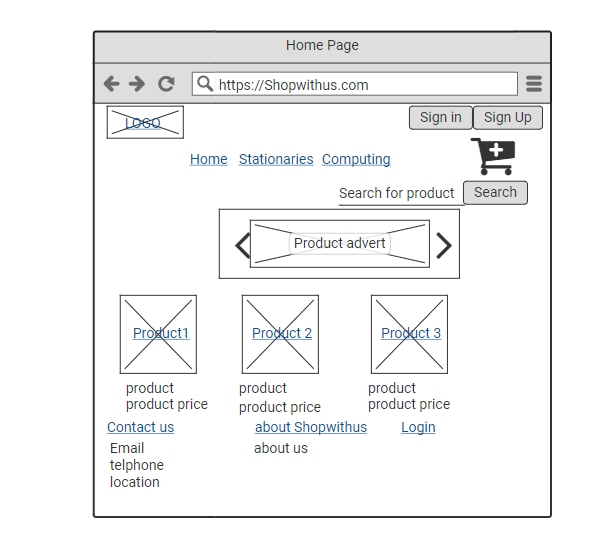 Home Page
https://Shopwithus.com
LOGO
Sign in
Sign Up
Home
Stationaries
Computing
Search for product
Search
Product advert
Product1
Product 2
Product 3
product
product price
product
product price
product
product price
Contact us
about Shopwithus
Login
Email
about us
telphone
location